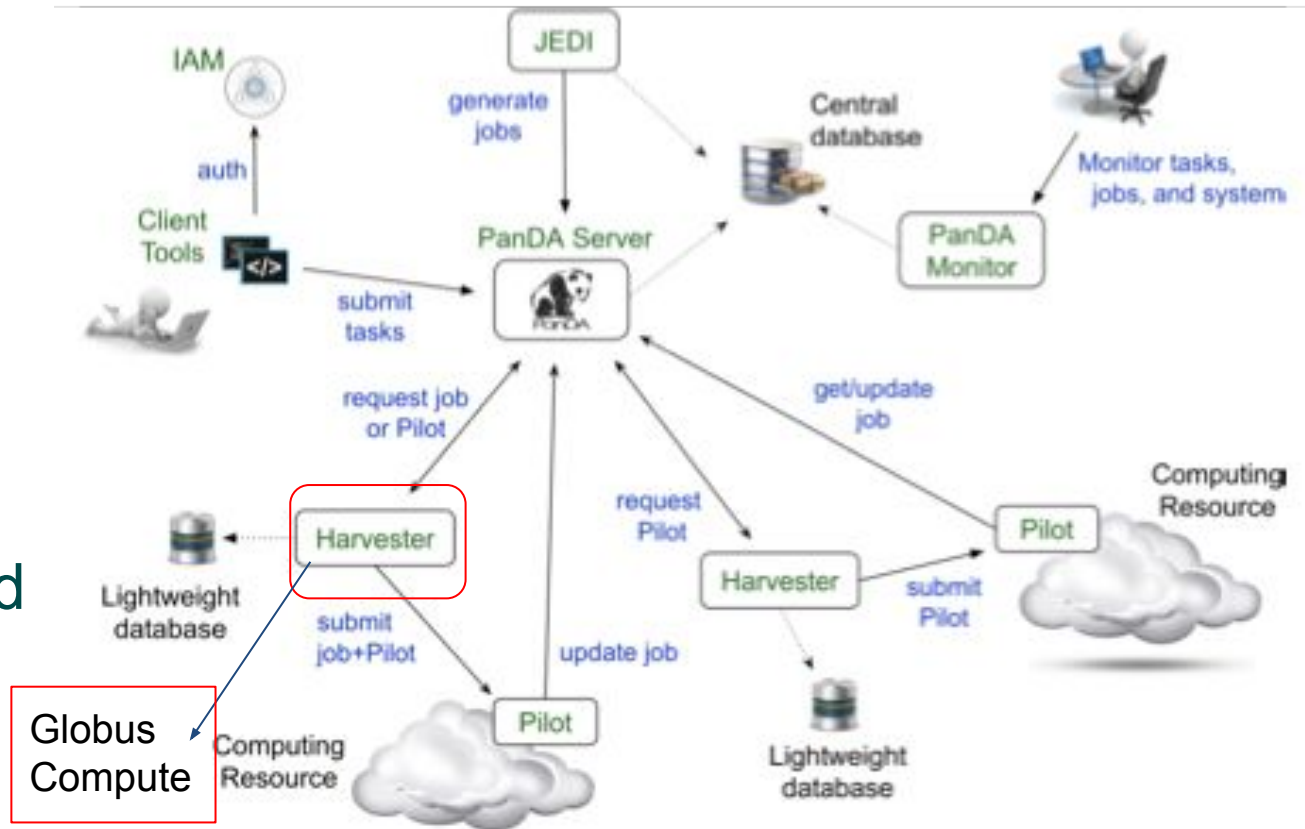 JEDI
IAM
generate
jobs
Central
database
auth
Monitor tasks,
jobs, and system
Client
Tools
</>
PanDA Server
PanDA
Monitor
PanDA
submit
tasks
request job
or Pilot
get/update
job
Computing
Resource
request
Pilot
Pilot
Harvester
Harvester
submit
Pilot
d
Lightweight
database
submit
job+Pilot
update job
Globus
Compute
Pilot
Computing
Resource
Lightweight
database